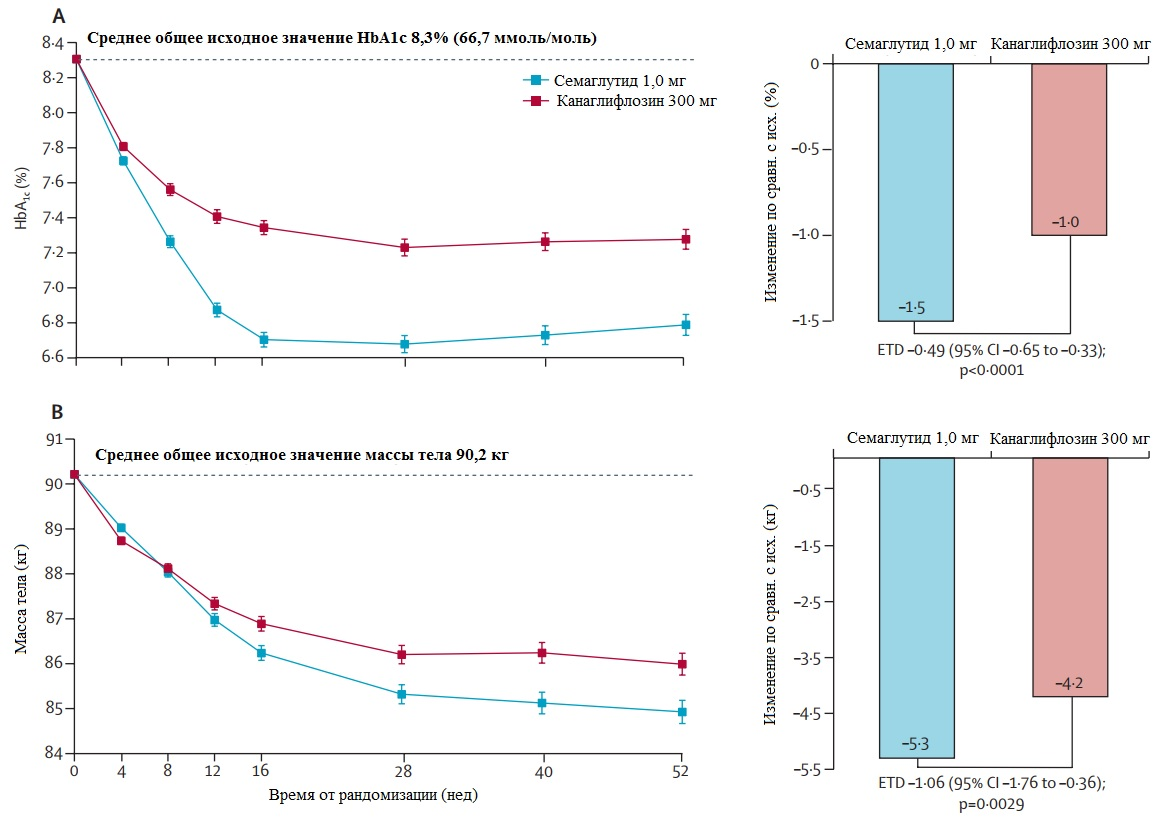 A
Среднее общее исходное значение HbA1c 8,3% (66,7 ммоль/моль)
8·4
8·2
8·0
7·8
7·6
7·4
7·2
7·0
6·8
6·6
HbA1c (%)
Семаглутид 1,0 мг
Канаглифлозин 300 мг
Семаглутид 1,0 мг
Канаглифлозин 300 мг
0
−0·5
−1·0
−1·5
Изменение по сравн. с исх. (%)
−1·5
−1·0
ETD −0·49 (95% CI −0·65 to −0·33);
p<0·0001
B
Среднее общее исходное значение массы тела 90,2 кг
91
90
89
88
87
86
85
84
Масса тела (кг)
0 4 8 12 16 28 40 52
Время от рандомизации (нед)
Семаглутид 1,0 мг
Канаглифлозин 300 мг
−0·5
−1·5
−2·5
−3·5
−4·5
−5·5
Изменение по сравн. с исх. (кг)
−5·3
−4·2
ETD −1·06 (95% CI −1·76 to −0·36);
p=0·0029